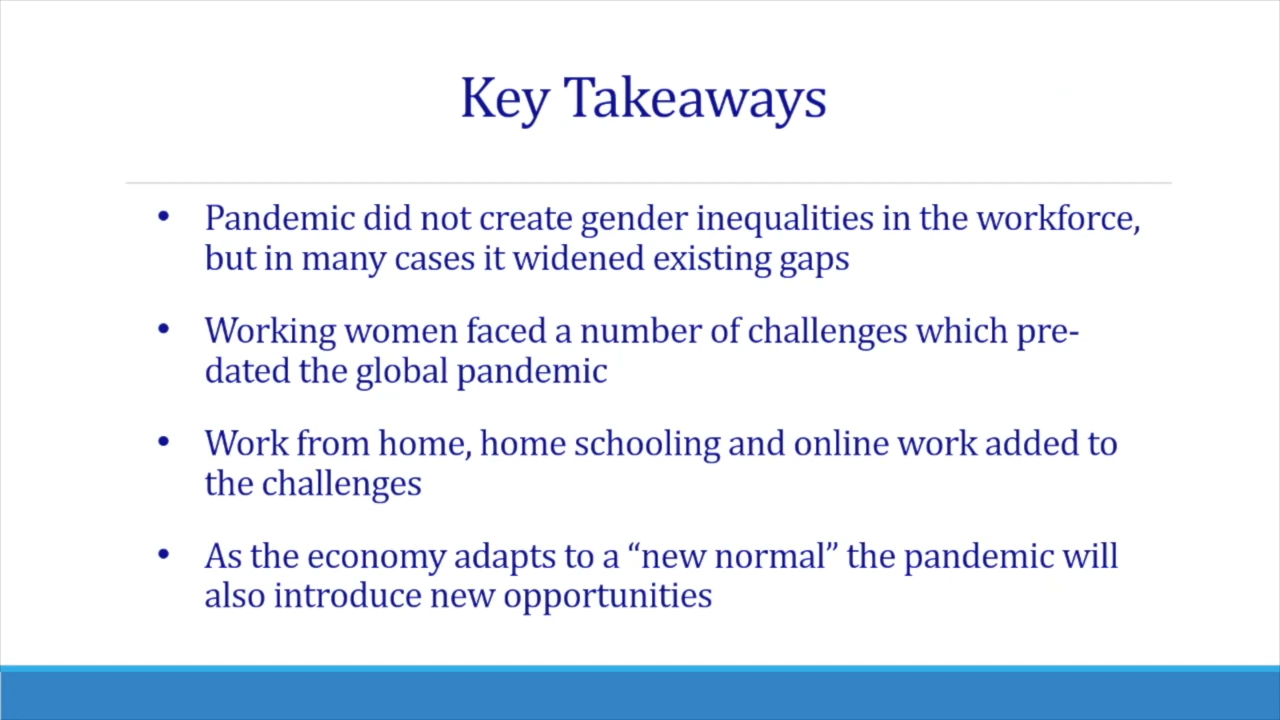 Key Takeaways
• Pandemic did not create gender inequalities in the workforce,
but in many cases it widened existing gaps
• Working women faced a number of challenges which pre-
dated the global pandemic
• Work from home, home schooling and online work added to
the challenges
• As the economy adapts to a “new normal” the pandemic will
also introduce new opportunities